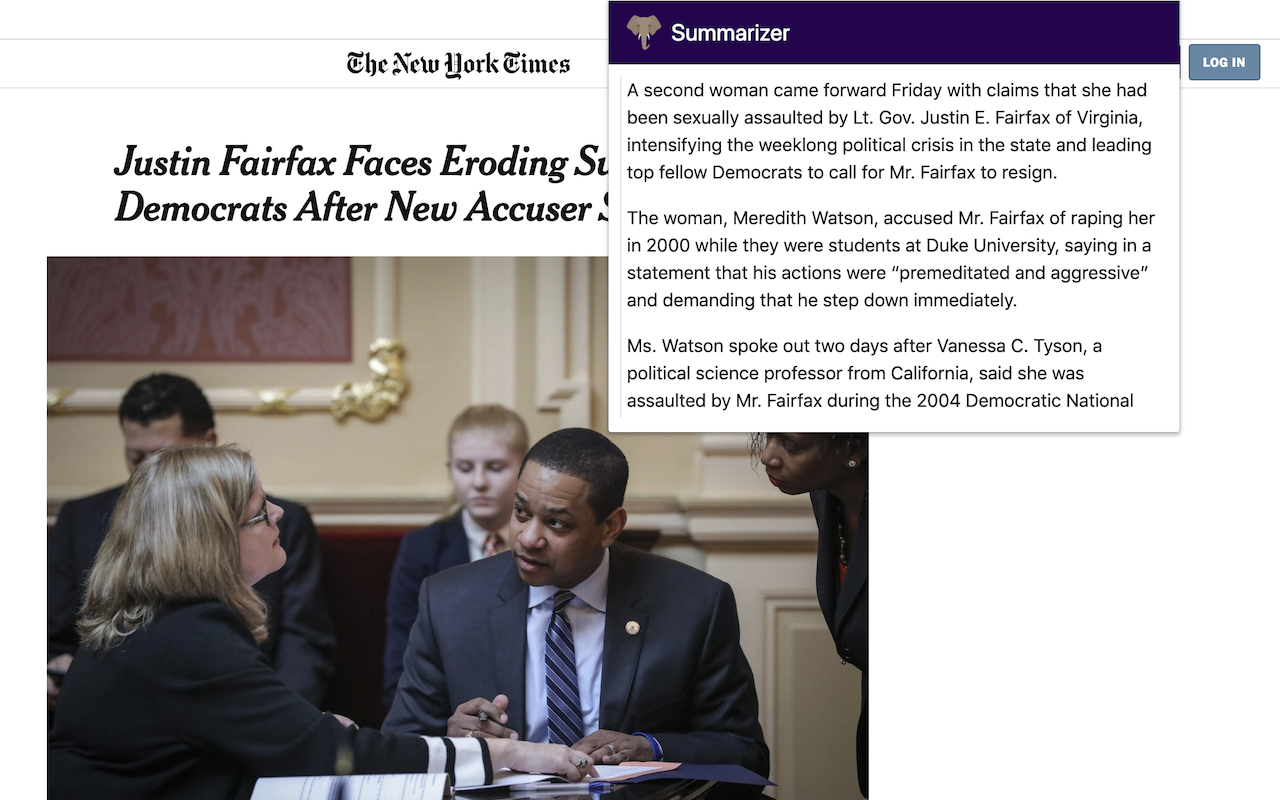 The New York Times
LOG IN
Justin Fairfax Faces Eroding
Democrats After New Accuser
Summarizer
A second woman came forward Friday with claims that she had
been sexually assaulted by Lt. Gov. Justin E. Fairfax of Virginia,
intensifying the weeklong political crisis in the state and leading
top fellow Democrats to call for Mr. Fairfax to resign.
The woman, Meredith Watson, accused Mr. Fairfax of raping her
in 2000 while they were students at Duke University, saying in a
statement that his actions were “premeditated and aggressive”
and demanding that he step down immediately.
Ms. Watson spoke out two days after Vanessa C. Tyson, a
political science professor from California, said she was
assaulted by Mr. Fairfax during the 2004 Democratic National